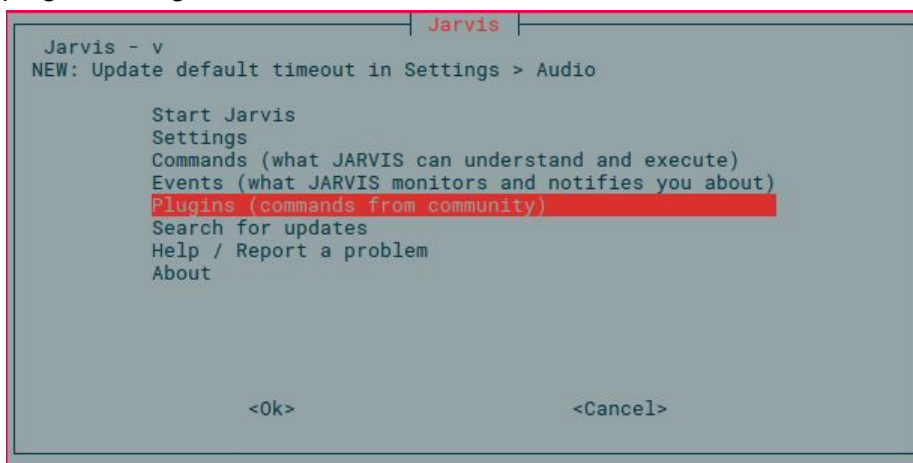 Jarvis
Jarvis - v
NEW: Update default timeout in Settings > Audio
Start Jarvis
Settings
Commands (what JARVIS can understand and execute)
Events (what JARVIS monitors and notifies you about)
Plugins (commands from community)
Search for updates
Help / Report a problem
About
<Ok> <Cancel>